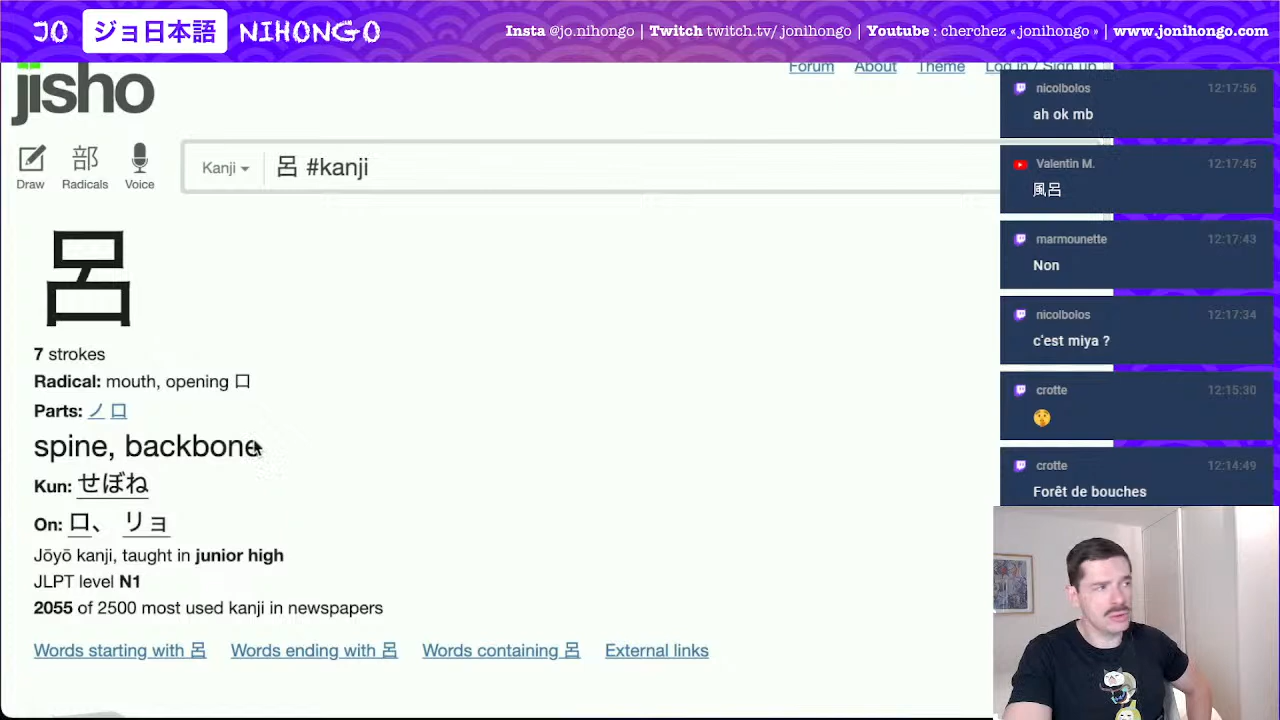 JO ジョ日本語 NIHONGO
Insta @jo.nihongo | Twitch twitch.tv/jonihongo | Youtube : cherchez « jonihongo » | www.jonihongo.com
jisho
Forum About Theme Log in / Sign up
Draw 部 Radicals Voice
Kanji 呂 #kanji
呂
7 strokes
Radical: mouth, opening 口
Parts: ノ 口
spine, backbone
Kun: せぼね
On: ロ、 リョ
Jōyō kanji, taught in junior high
JLPT level N1
2055 of 2500 most used kanji in newspapers
Words starting with 呂 Words ending with 呂 Words containing 呂 External links
nicolbolos 12:17:56
ah ok mb
Valentin M. 12:17:45
風呂
marmounette 12:17:43
Non
nicolbolos 12:17:34
c'est miya ?
crotte 12:15:30
🤫
crotte 12:14:49
Forêt de bouches